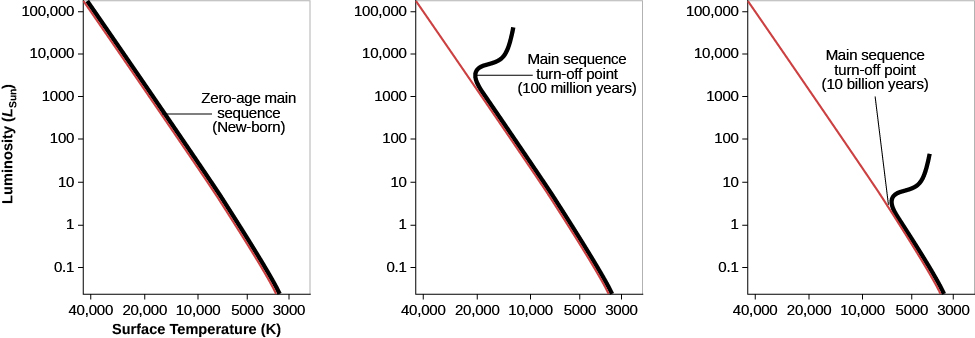 100,000
10,000
1000
100
10
1
0.1
Luminosity (LSun)
Zero-age main
sequence
(New-born)
40,000 20,000 10,000 5000 3000
Surface Temperature (K)
100,000
10,000
1000
100
10
1
0.1
Main sequence
turn-off point
(100 million years)
40,000 20,000 10,000 5000 3000
100,000
10,000
1000
100
10
1
0.1
Main sequence
turn-off point
(10 billion years)
40,000 20,000 10,000 5000 3000